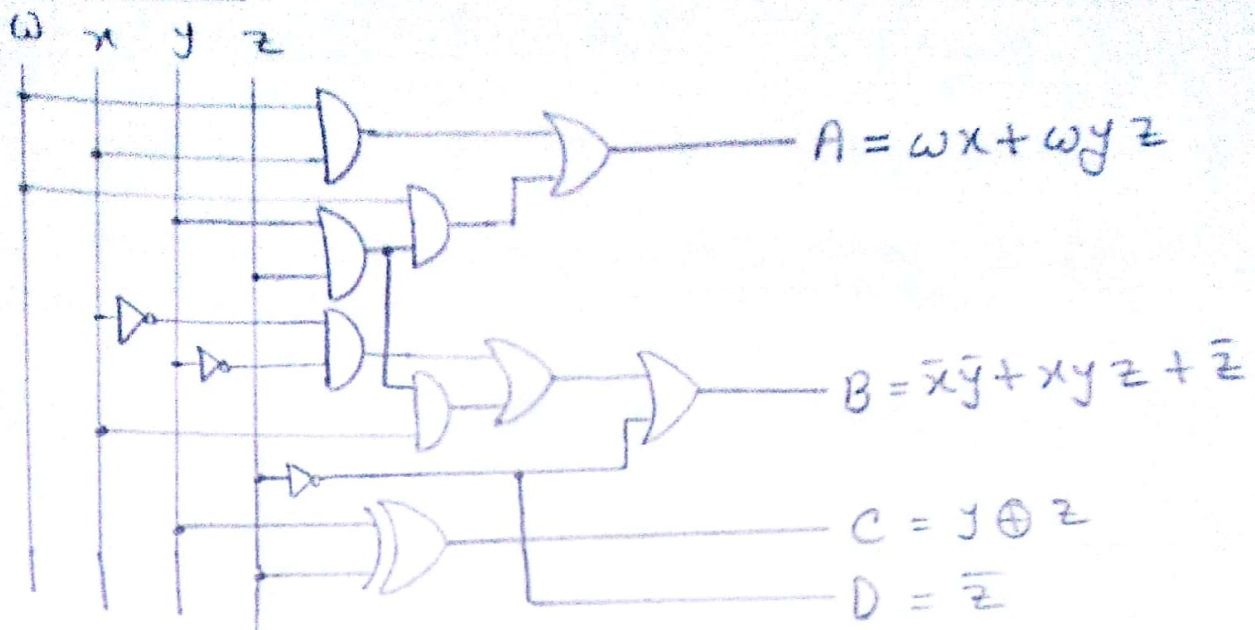 ω x y z
A = ωx + ωyz
B = x̄ȳ + xyz + z̄
C = y ⊕ z
D = z̄